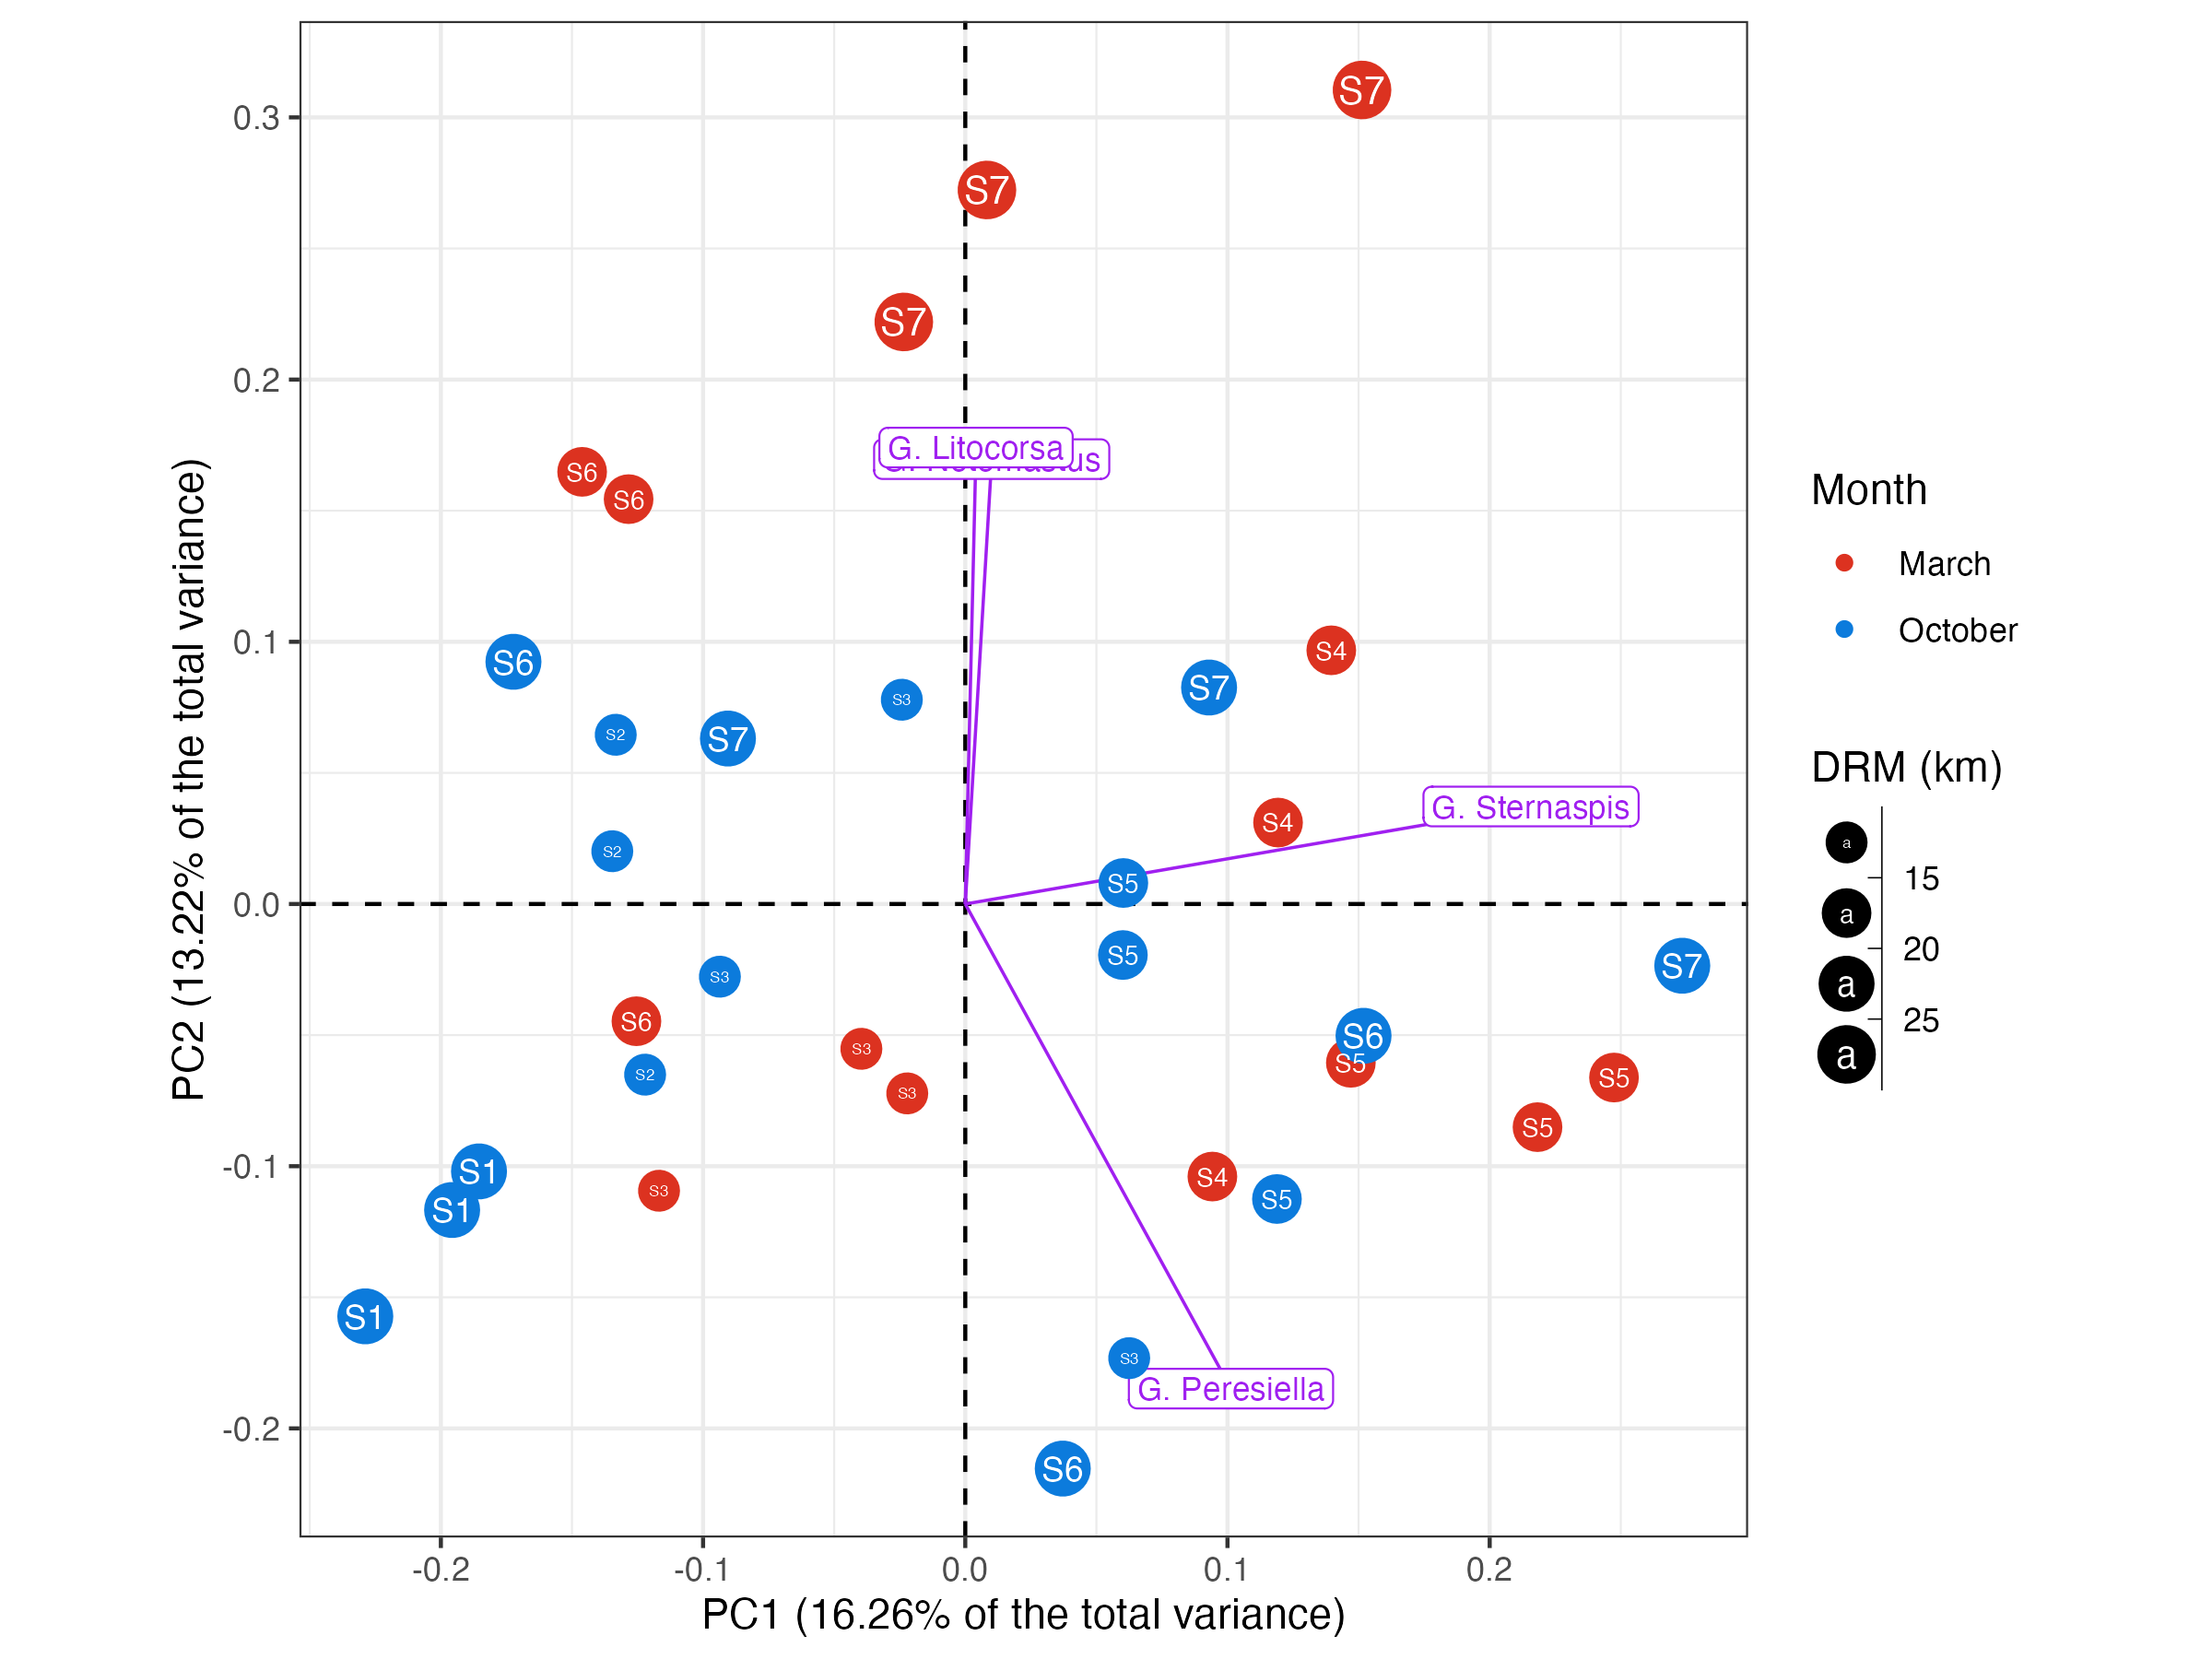 PC2 (13.22% of the total variance)
0.3
0.2
0.1
0.0
-0.1
-0.2
S7
S7
S7
G. Litocorsa
S6
S6
S4
S6
S7
S3
S2
S7
G. Sternaspis
S4
S2
S5
S5
S7
S3
S6
S6
S3
S5
S2
S5
S3
S5
S1
S4
S3
S5
S1
S1
S3
G. Peresiella
S6
-0.2
-0.1
0.0
0.1
0.2
PC1 (16.26% of the total variance)
Month
March
October
DRM (km)
a
15
a
20
a
25
a